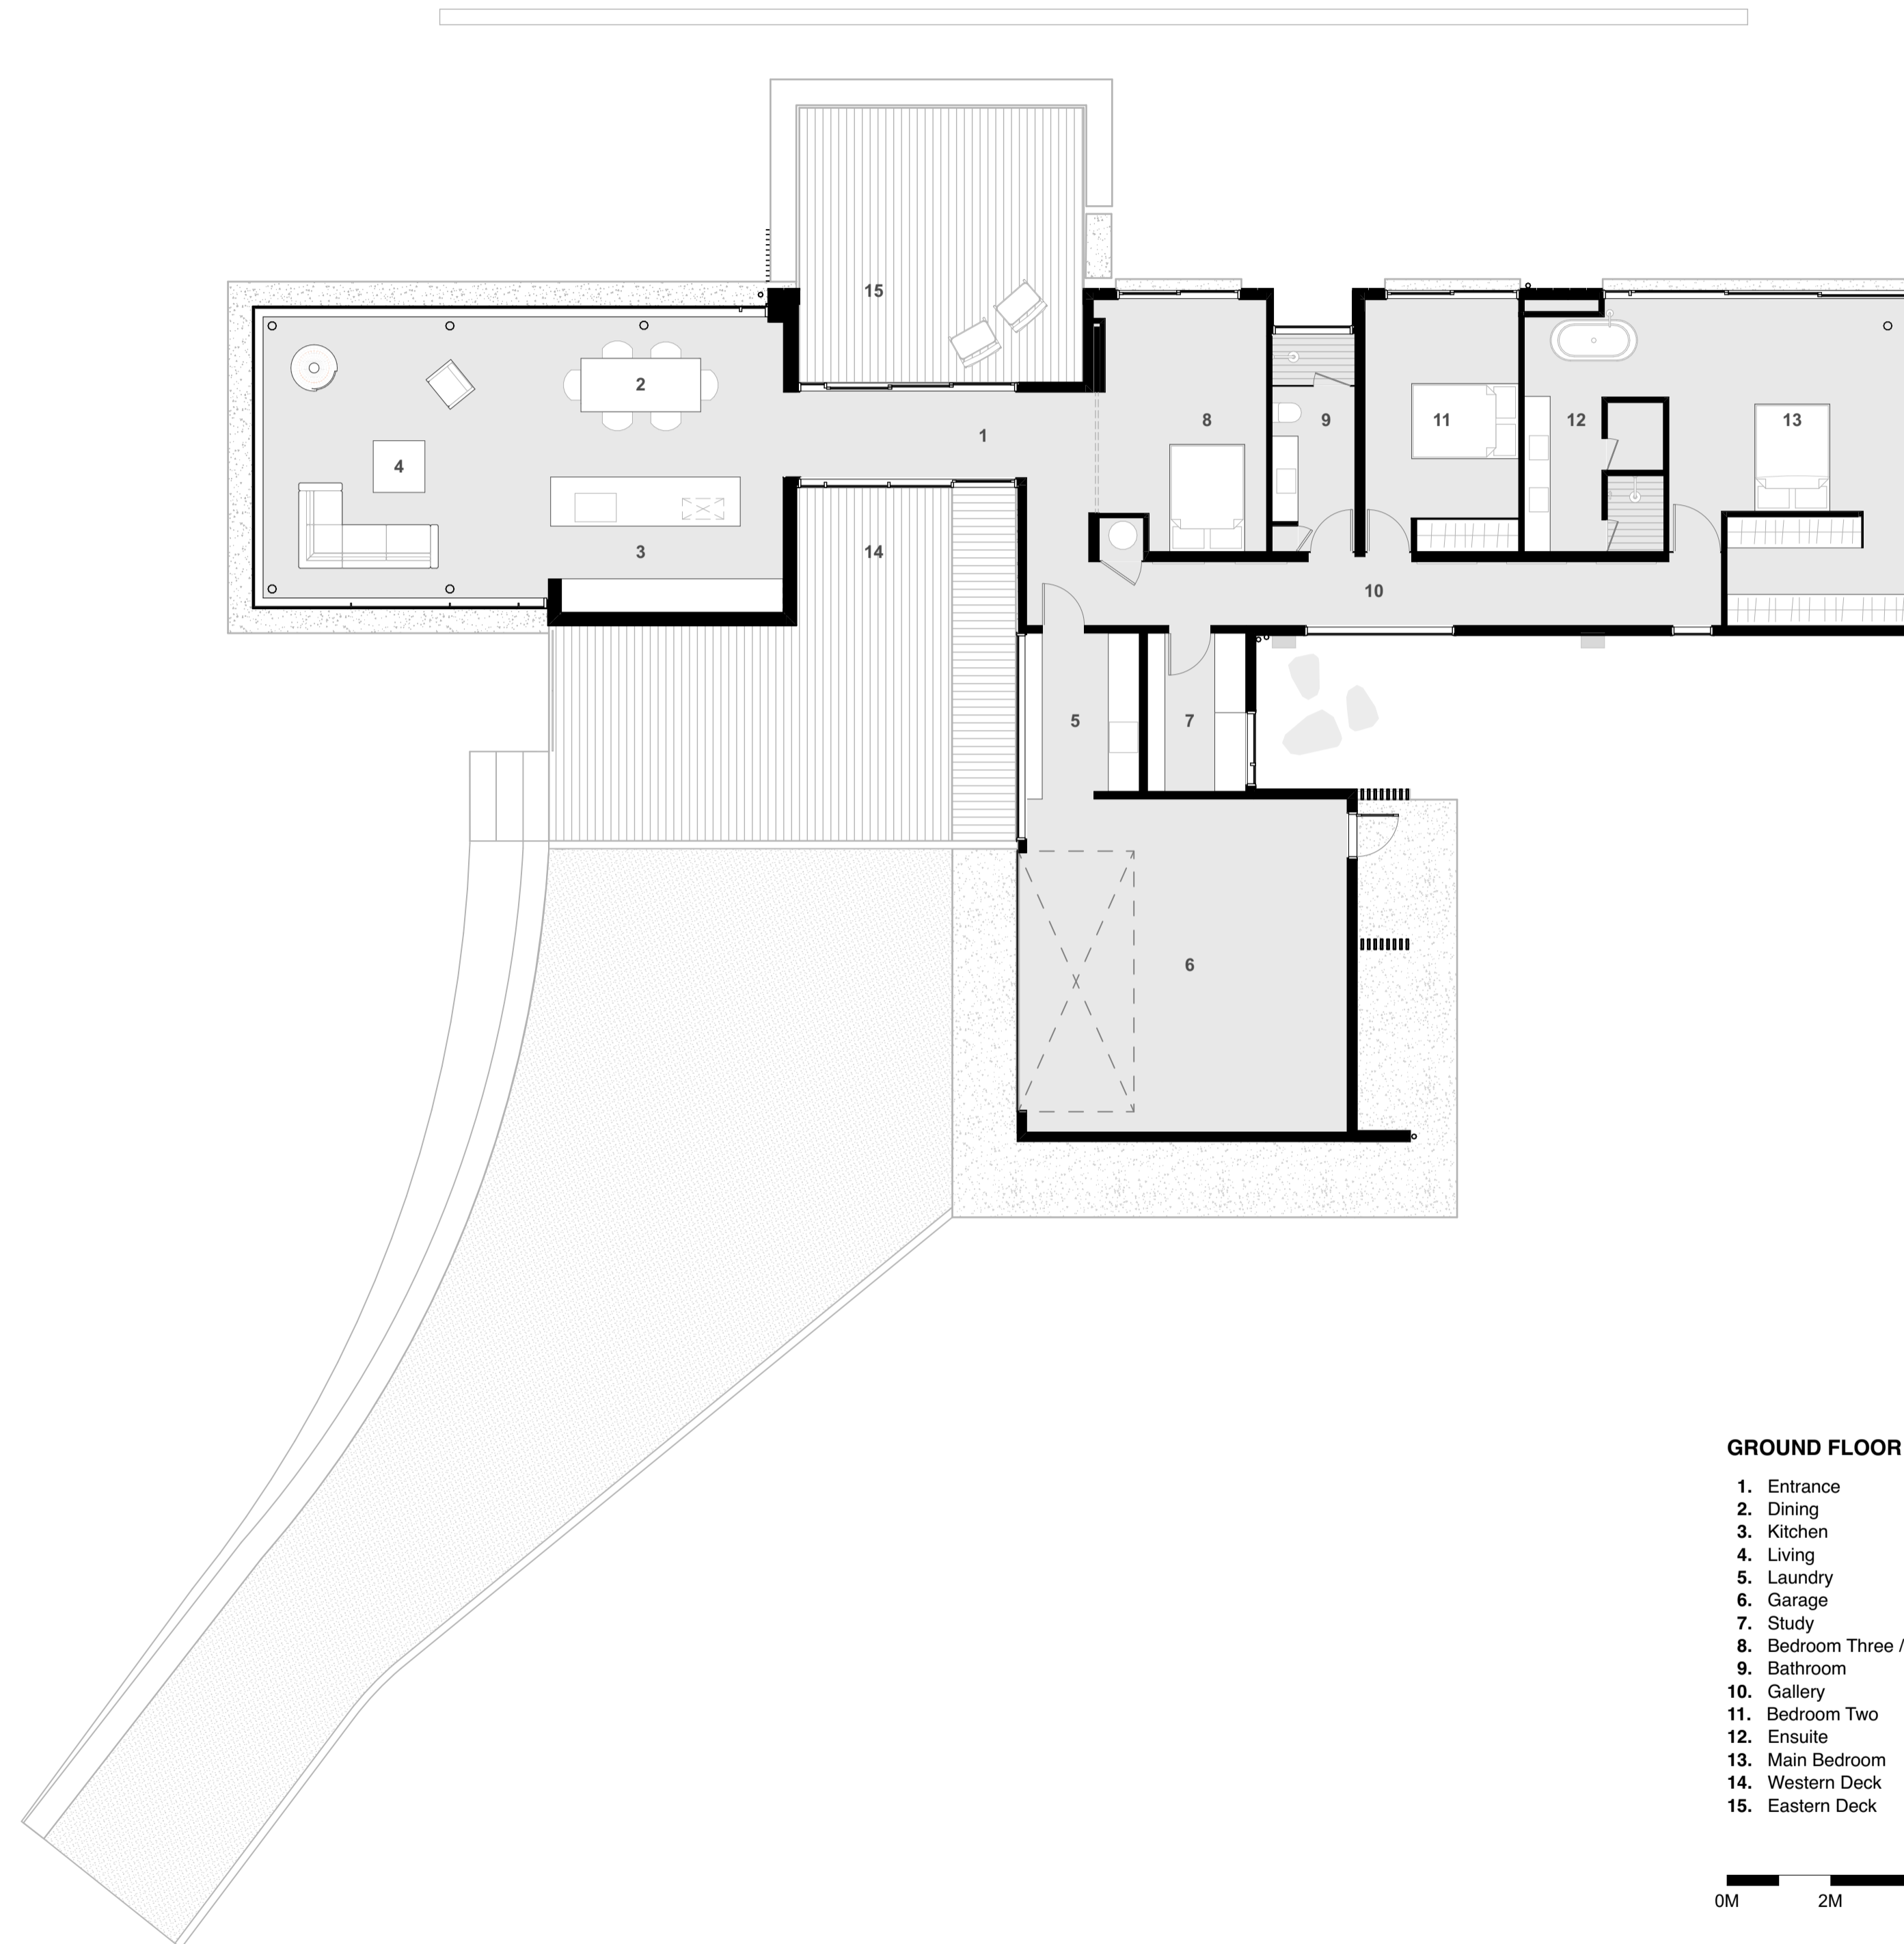 15
2
1
8
9
11
12
13
4
3
14
10
5
7
6
GROUND FLOOR
1. Entrance
2. Dining
3. Kitchen
4. Living
5. Laundry
6. Garage
7. Study
8. Bedroom Three /
9. Bathroom
10. Gallery
11. Bedroom Two
12. Ensuite
13. Main Bedroom
14. Western Deck
15. Eastern Deck
0M 2M